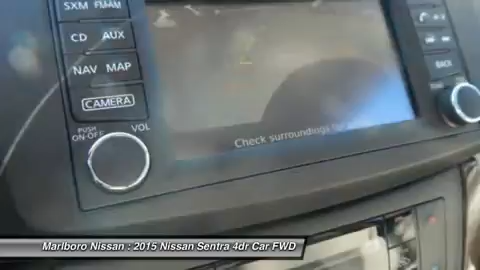 SXM FM·AM
CD AUX
NAV MAP
CAMERA
BACK
PUSH
ON·OFF
VOL
Check surroundings
Marlboro Nissan : 2015 Nissan Sentra 4dr Car FWD